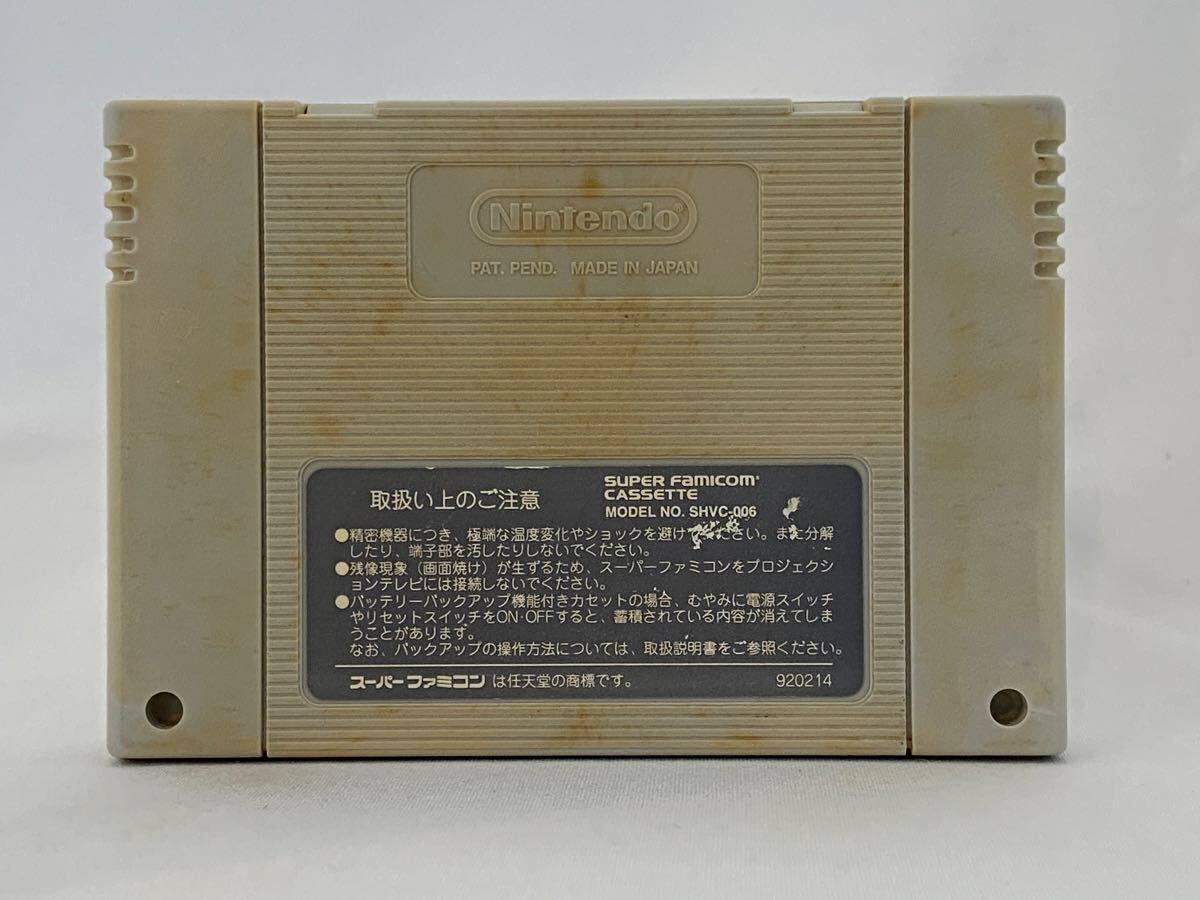 Nintendo®
PAT. PEND. MADE IN JAPAN
取扱い上のご注意
SUPER FAMICOM
CASSETTE
MODEL NO. SHVC-006
●精密機器につき、極端な温度変化やショックを避けください。また分解
したり、端子部を汚したりしないでください。
●残像現象（画面焼け）が生ずるため、スーパーファミコンをプロジェクシ
ョンテレビには接続しないでください。
●バッテリーバックアップ機能付きカセットの場合、むやみに電源スイッチ
やリセットスイッチをON·OFFすると、蓄積されている内容が消えてしま
うことがあります。
なお、バックアップの操作方法については、取扱説明書をご参照ください。
スーパーファミコンは任天堂の商標です。
920214